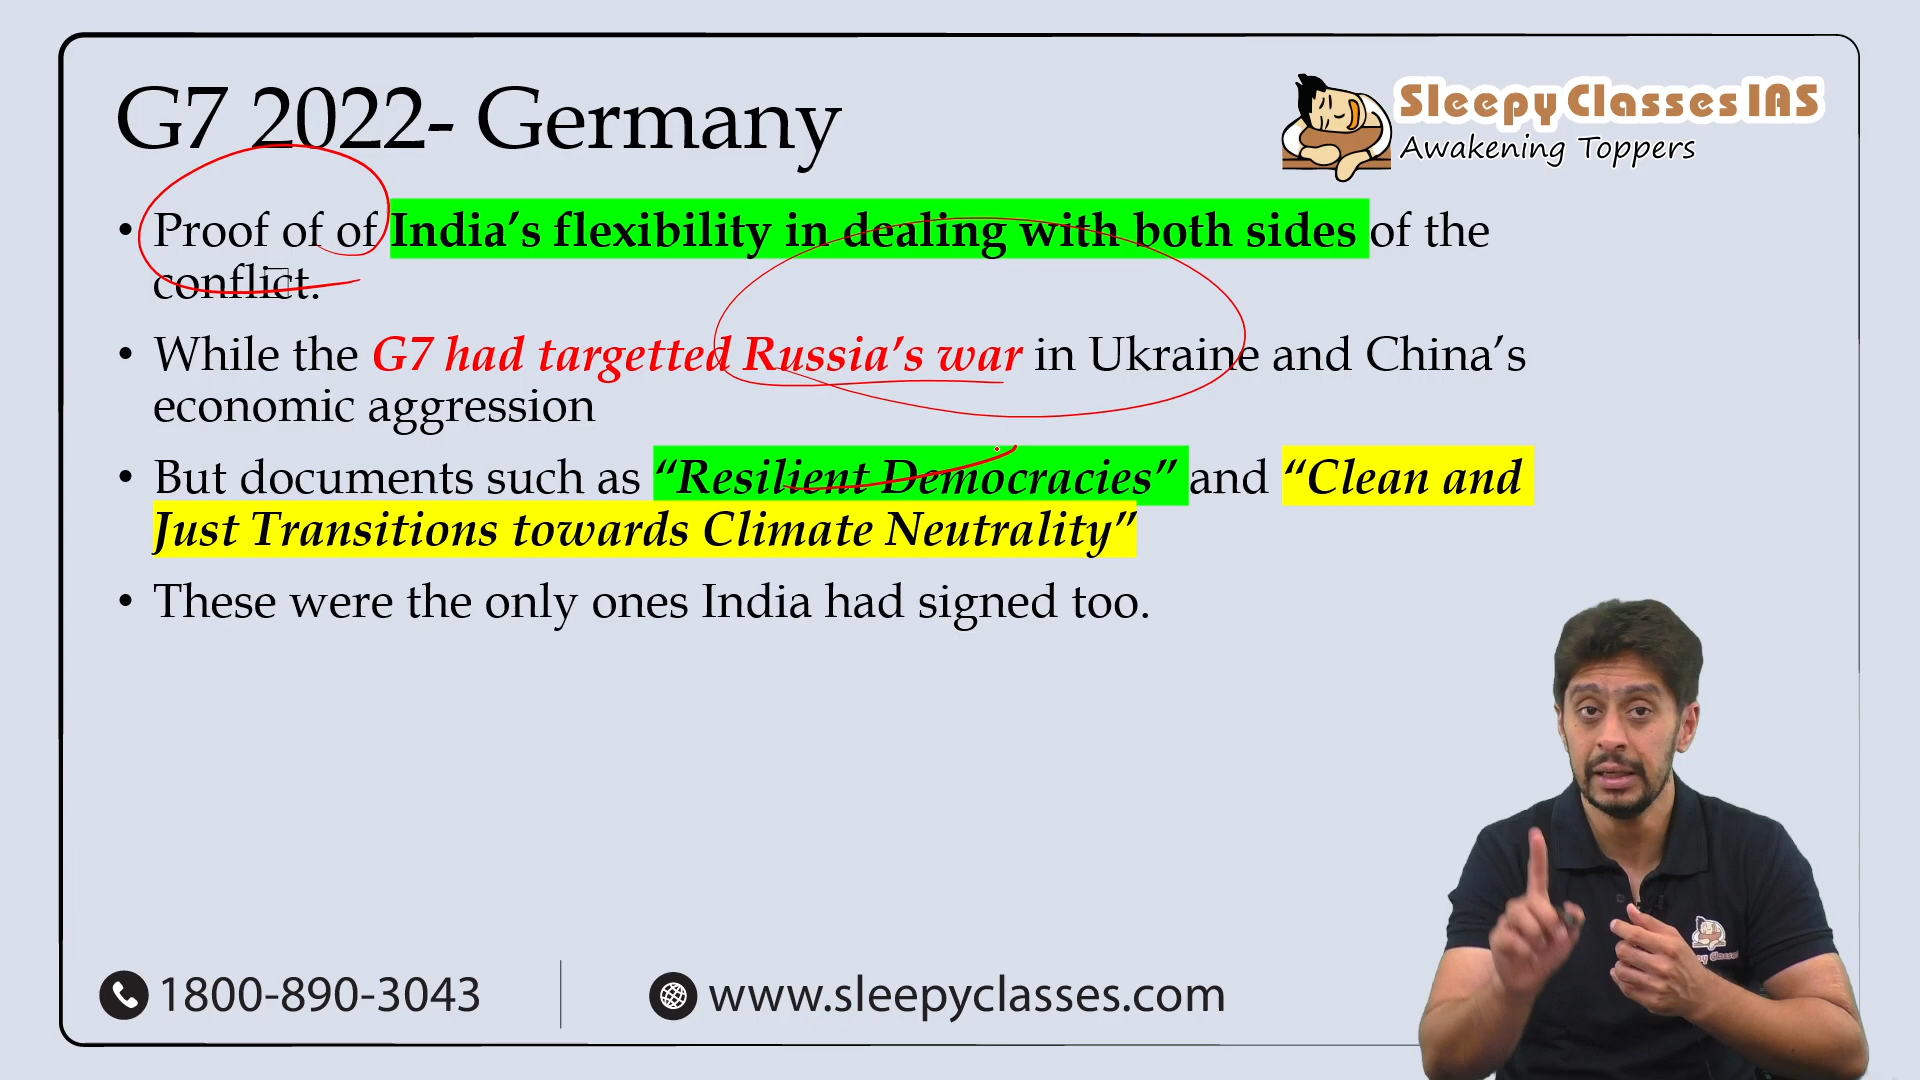 G7 2022- Germany
Sleepy Classes IAS
Awakening Toppers
• Proof of of India’s flexibility in dealing with both sides of the
conflict.
• While the G7 had targetted Russia’s war in Ukraine and China’s
economic aggression
• But documents such as “Resilient Democracies” and “Clean and
Just Transitions towards Climate Neutrality”
• These were the only ones India had signed too.
1800-890-3043
www.sleepyclasses.com